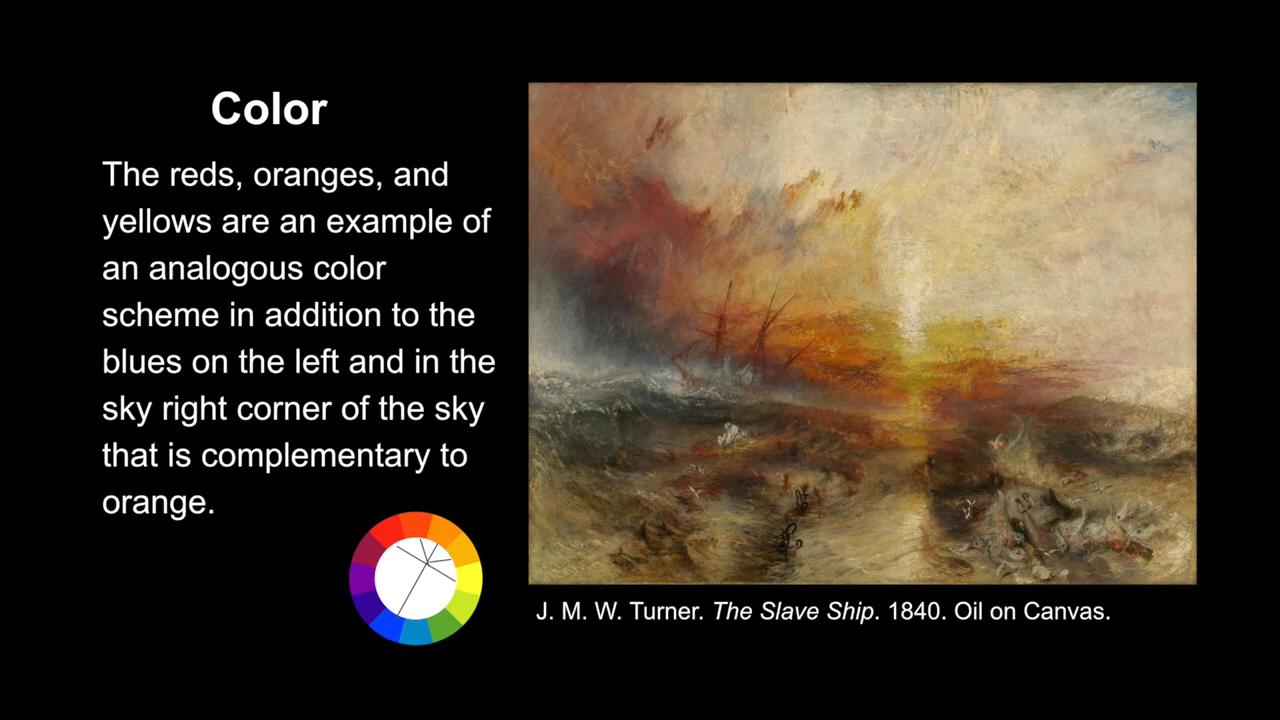 Color
The reds, oranges, and
yellows are an example of
an analogous color
scheme in addition to the
blues on the left and in the
sky right corner of the sky
that is complementary to
orange.
J. M. W. Turner. The Slave Ship. 1840. Oil on Canvas.